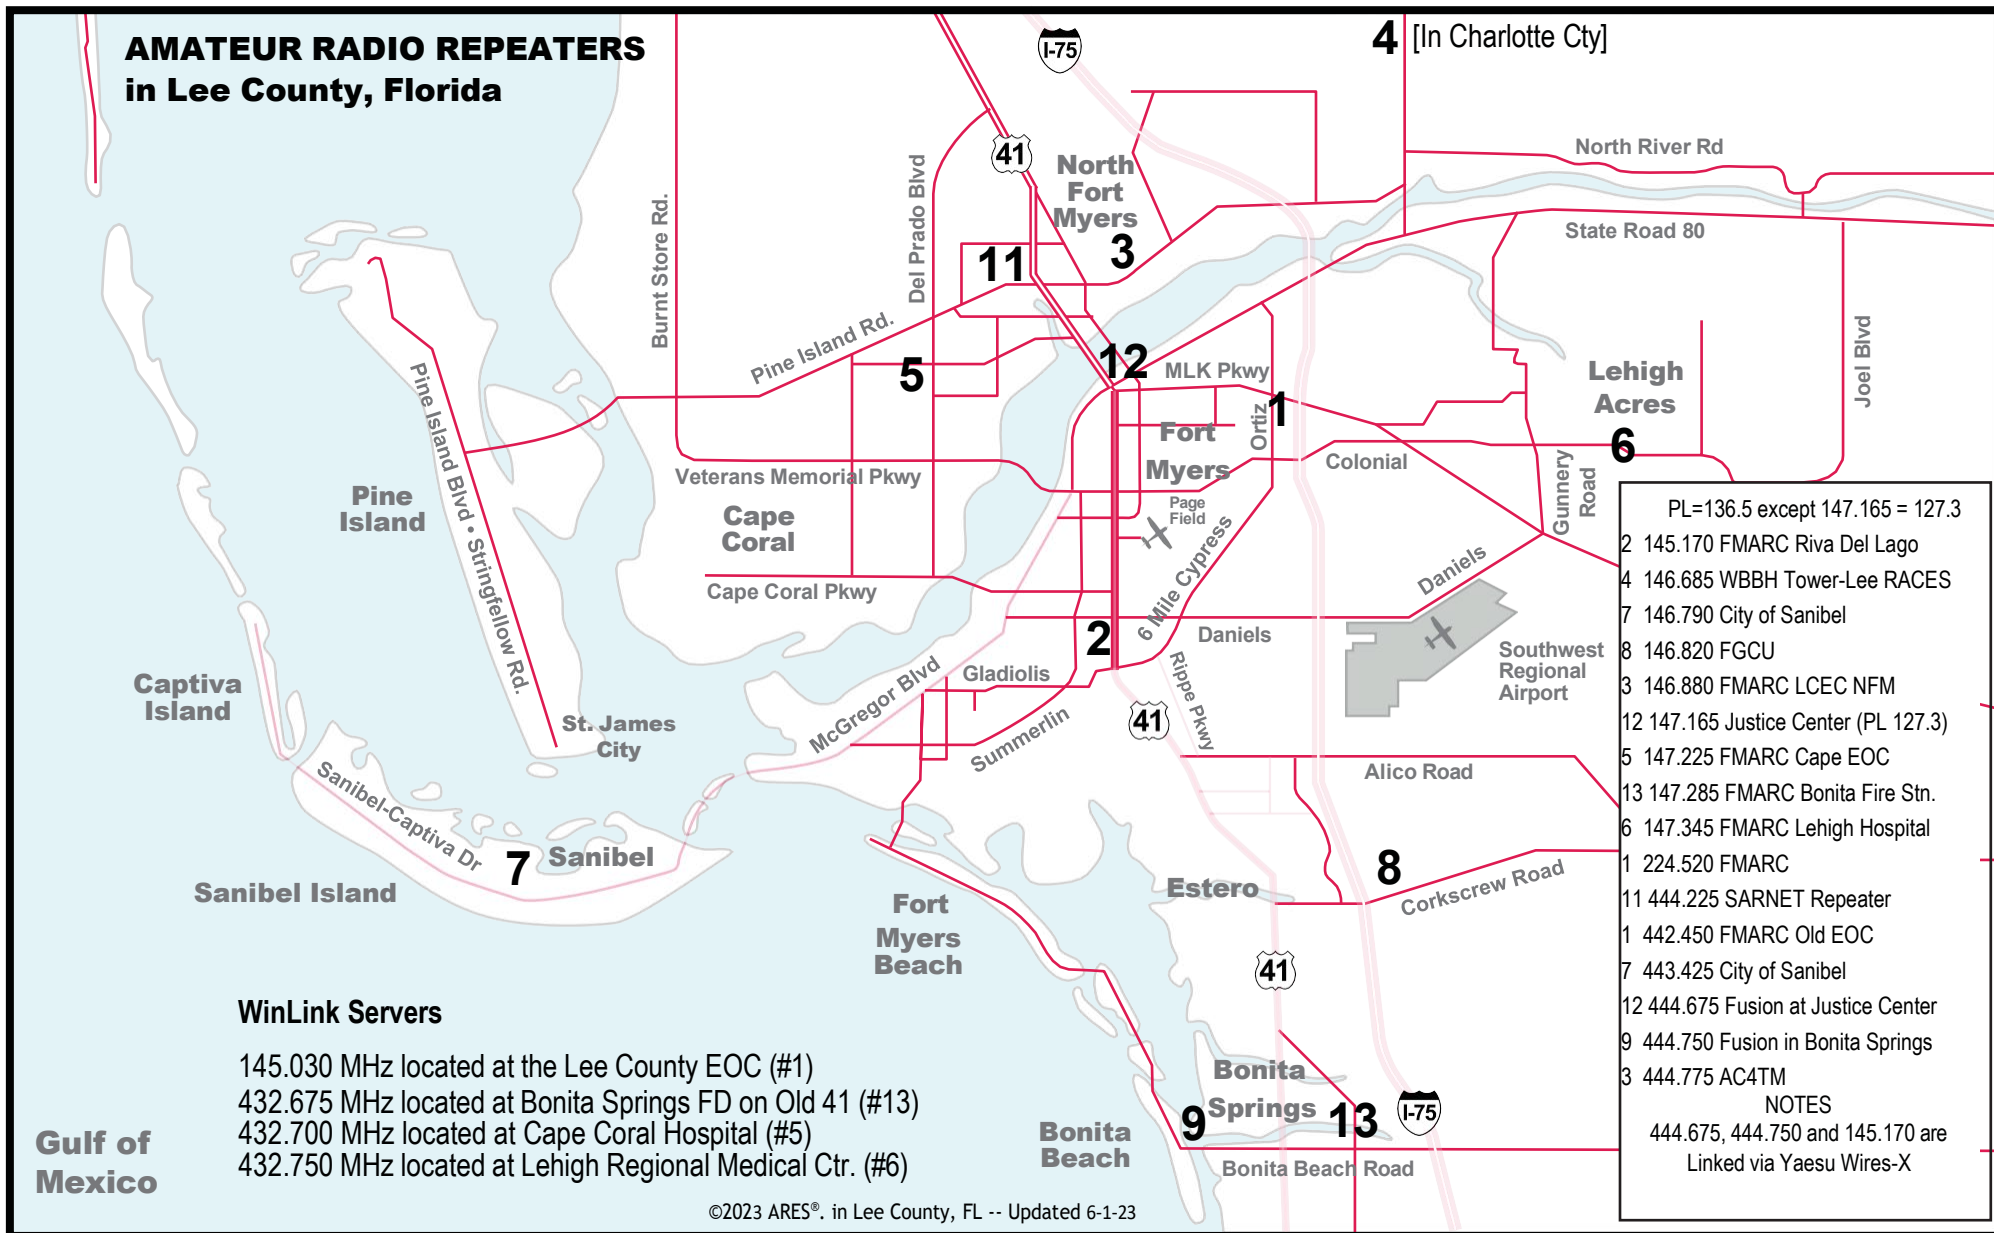 AMATEUR RADIO REPEATERS
in Lee County, Florida
I-75
4 [In Charlotte Cty]
41
North
Fort
Myers
North River Rd
State Road 80
Burnt Store Rd.
Del Prado Blvd
11
3
Pine Island Rd.
5
12
MLK Pkwy
Ortiz
1
Lehigh
Acres
Joel Blvd
6
Fort
Myers
Colonial
Gunnery
Road
Pine Island Blvd • Stringfellow Rd.
Pine
Island
Veterans Memorial Pkwy
Cape
Coral
Page
Field
Cape Coral Pkwy
6 Mile Cypress
Daniels
2
Daniels
Southwest
Regional
Airport
Captiva
Island
St. James
City
McGregor Blvd
Gladiolis
Summerlin
41
Rippe Pkwy
Alico Road
Sanibel-Captiva Dr
7
Sanibel
Sanibel Island
Fort
Myers
Beach
Estero
8
Corkscrew Road
41
Bonita
Springs
9
13
I-75
Bonita
Beach
Bonita Beach Road
Gulf of
Mexico
WinLink Servers
145.030 MHz located at the Lee County EOC (#1)
432.675 MHz located at Bonita Springs FD on Old 41 (#13)
432.700 MHz located at Cape Coral Hospital (#5)
432.750 MHz located at Lehigh Regional Medical Ctr. (#6)
©2023 ARES®. in Lee County, FL -- Updated 6-1-23
PL=136.5 except 147.165 = 127.3
2 145.170 FMARC Riva Del Lago
4 146.685 WBBH Tower-Lee RACES
7 146.790 City of Sanibel
8 146.820 FGCU
3 146.880 FMARC LCEC NFM
12 147.165 Justice Center (PL 127.3)
5 147.225 FMARC Cape EOC
13 147.285 FMARC Bonita Fire Stn.
6 147.345 FMARC Lehigh Hospital
1 224.520 FMARC
11 444.225 SARNET Repeater
1 442.450 FMARC Old EOC
7 443.425 City of Sanibel
12 444.675 Fusion at Justice Center
9 444.750 Fusion in Bonita Springs
3 444.775 AC4TM
NOTES
444.675, 444.750 and 145.170 are
Linked via Yaesu Wires-X